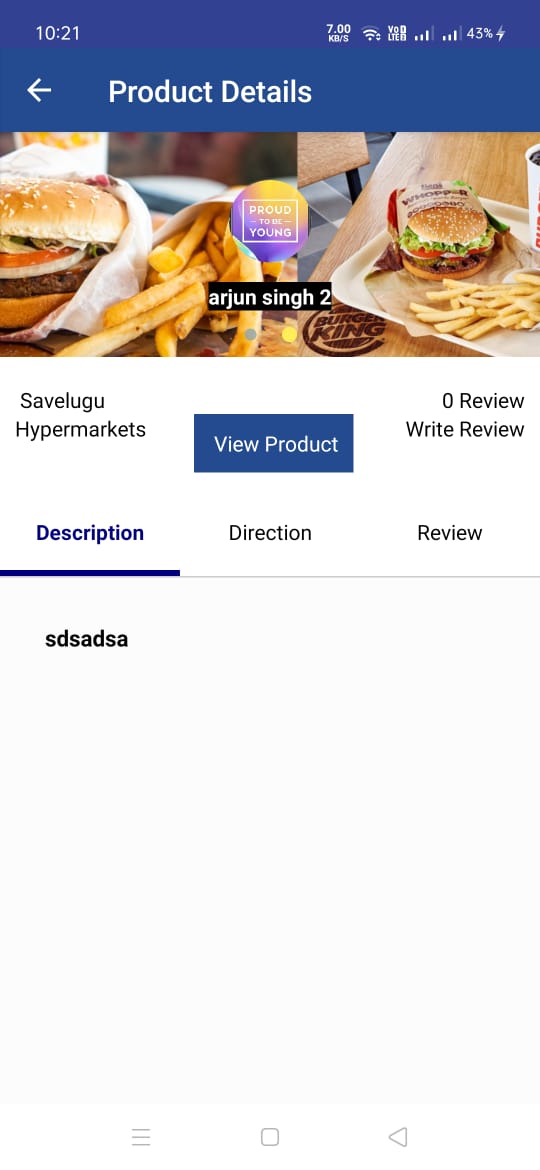 10:21
7.00
KB/S
Vo
LTE 2
43%
Product Details
PROUD
TO BE
YOUNG
WHOPPER
arjun singh 2
BURGER
KING
Savelugu
0 Review
Hypermarkets
Write Review
View Product
Description
Direction
Review
sdsadsa